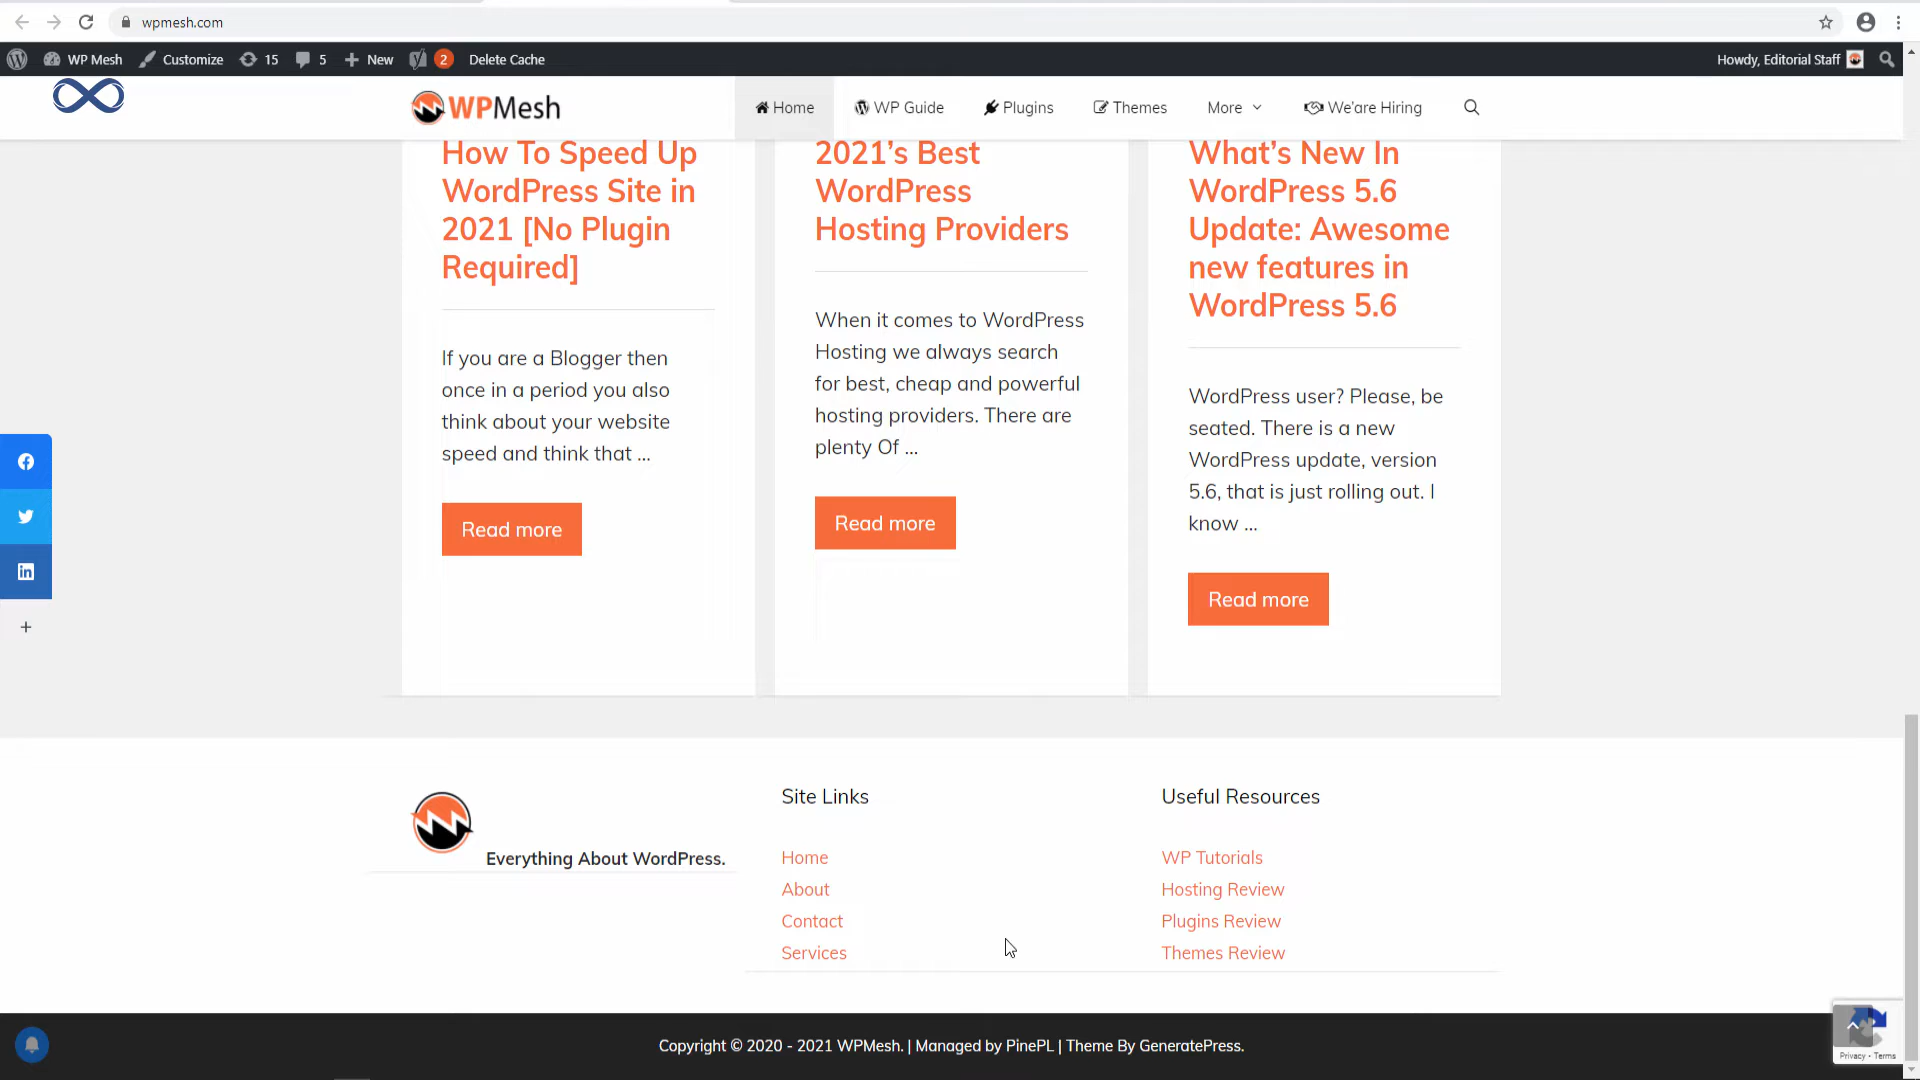 wpmesh.com
WP Mesh Customize 15 5 New 2 Delete Cache Howdy, Editorial Staff
WPMesh Home WP Guide Plugins Themes More We'are Hiring
How To Speed Up
WordPress Site in
2021 [No Plugin
Required]
If you are a Blogger then
once in a period you also
think about your website
speed and think that ...
Read more
2021's Best
WordPress
Hosting Providers
When it comes to WordPress
Hosting we always search
for best, cheap and powerful
hosting providers. There are
plenty Of ...
Read more
What's New In
WordPress 5.6
Update: Awesome
new features in
WordPress 5.6
WordPress user? Please, be
seated. There is a new
WordPress update, version
5.6, that is just rolling out. I
know ...
Read more
Everything About WordPress.
Site Links
Home
About
Contact
Services
Useful Resources
WP Tutorials
Hosting Review
Plugins Review
Themes Review
Copyright © 2020 - 2021 WPMesh. | Managed by PinePL | Theme By GeneratePress.
Privacy - Terms